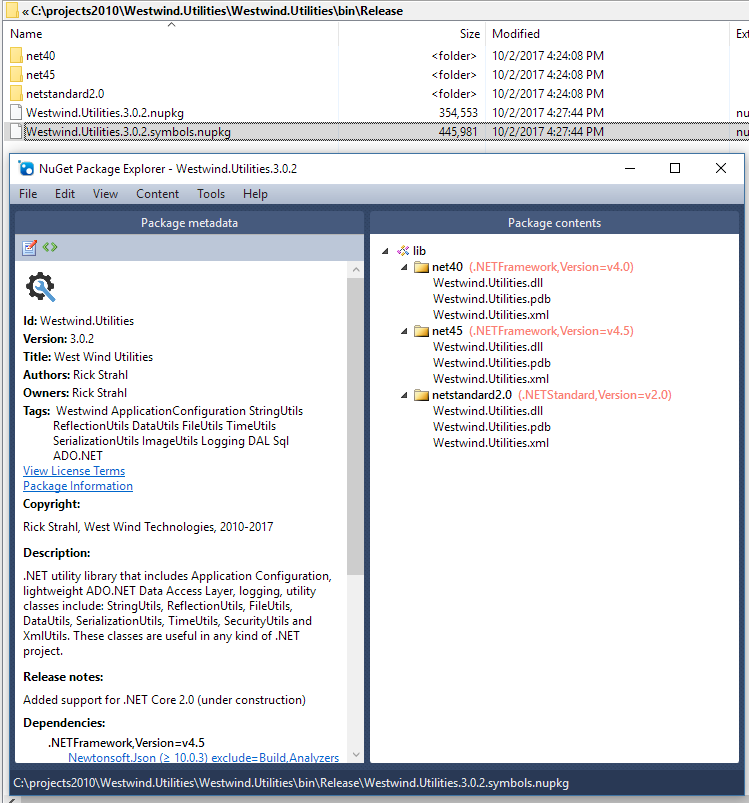 « C:\projects2010\Westwind.Utilities\Westwind.Utilities\bin\Release
Name Size Modified Ex
net40 <folder> 10/2/2017 4:24:08 PM
net45 <folder> 10/2/2017 4:24:08 PM
netstandard2.0 <folder> 10/2/2017 4:24:08 PM
Westwind.Utilities.3.0.2.nupkg 354,553 10/2/2017 4:27:44 PM nu
Westwind.Utilities.3.0.2.symbols.nupkg 445,981 10/2/2017 4:27:44 PM nu
NuGet Package Explorer - Westwind.Utilities.3.0.2
File Edit View Content Tools Help
Package metadata
Id: Westwind.Utilities
Version: 3.0.2
Title: West Wind Utilities
Authors: Rick Strahl
Owners: Rick Strahl
Tags: Westwind ApplicationConfiguration StringUtils
ReflectionUtils DataUtils FileUtils TimeUtils
SerializationUtils ImageUtils Logging DAL Sql
ADO.NET
View License Terms
Package Information
Copyright:
Rick Strahl, West Wind Technologies, 2010-2017
Description:
.NET utility library that includes Application Configuration,
lightweight ADO.NET Data Access Layer, logging, utility
classes include: StringUtils, ReflectionUtils, FileUtils,
DataUtils, SerializationUtils, TimeUtils, SecurityUtils and
XmlUtils. These classes are useful in any kind of .NET
project.
Release notes:
Added support for .NET Core 2.0 (under construction)
Dependencies:
.NETFramework,Version=v4.5
Newtonsoft.Json (≥ 10.0.3) exclude=Build,Analyzers
Package contents
lib
net40 (.NETFramework,Version=v4.0)
Westwind.Utilities.dll
Westwind.Utilities.pdb
Westwind.Utilities.xml
net45 (.NETFramework,Version=v4.5)
Westwind.Utilities.dll
Westwind.Utilities.pdb
Westwind.Utilities.xml
netstandard2.0 (.NETStandard,Version=v2.0)
Westwind.Utilities.dll
Westwind.Utilities.pdb
Westwind.Utilities.xml
C:\projects2010\Westwind.Utilities\Westwind.Utilities\bin\Release\Westwind.Utilities.3.0.2.symbols.nupkg